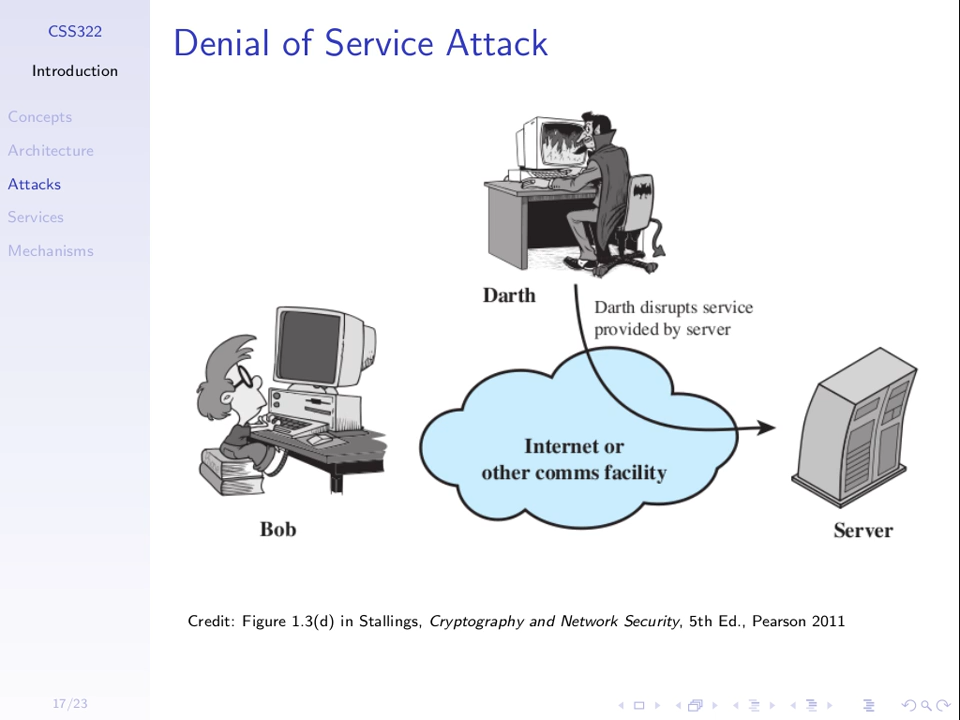 CSS322
Introduction
Concepts
Architecture
Attacks
Services
Mechanisms
Denial of Service Attack
Darth
Darth disrupts service
provided by server
Internet or
other comms facility
Bob
Server
Credit: Figure 1.3(d) in Stallings, Cryptography and Network Security, 5th Ed., Pearson 2011
17/23